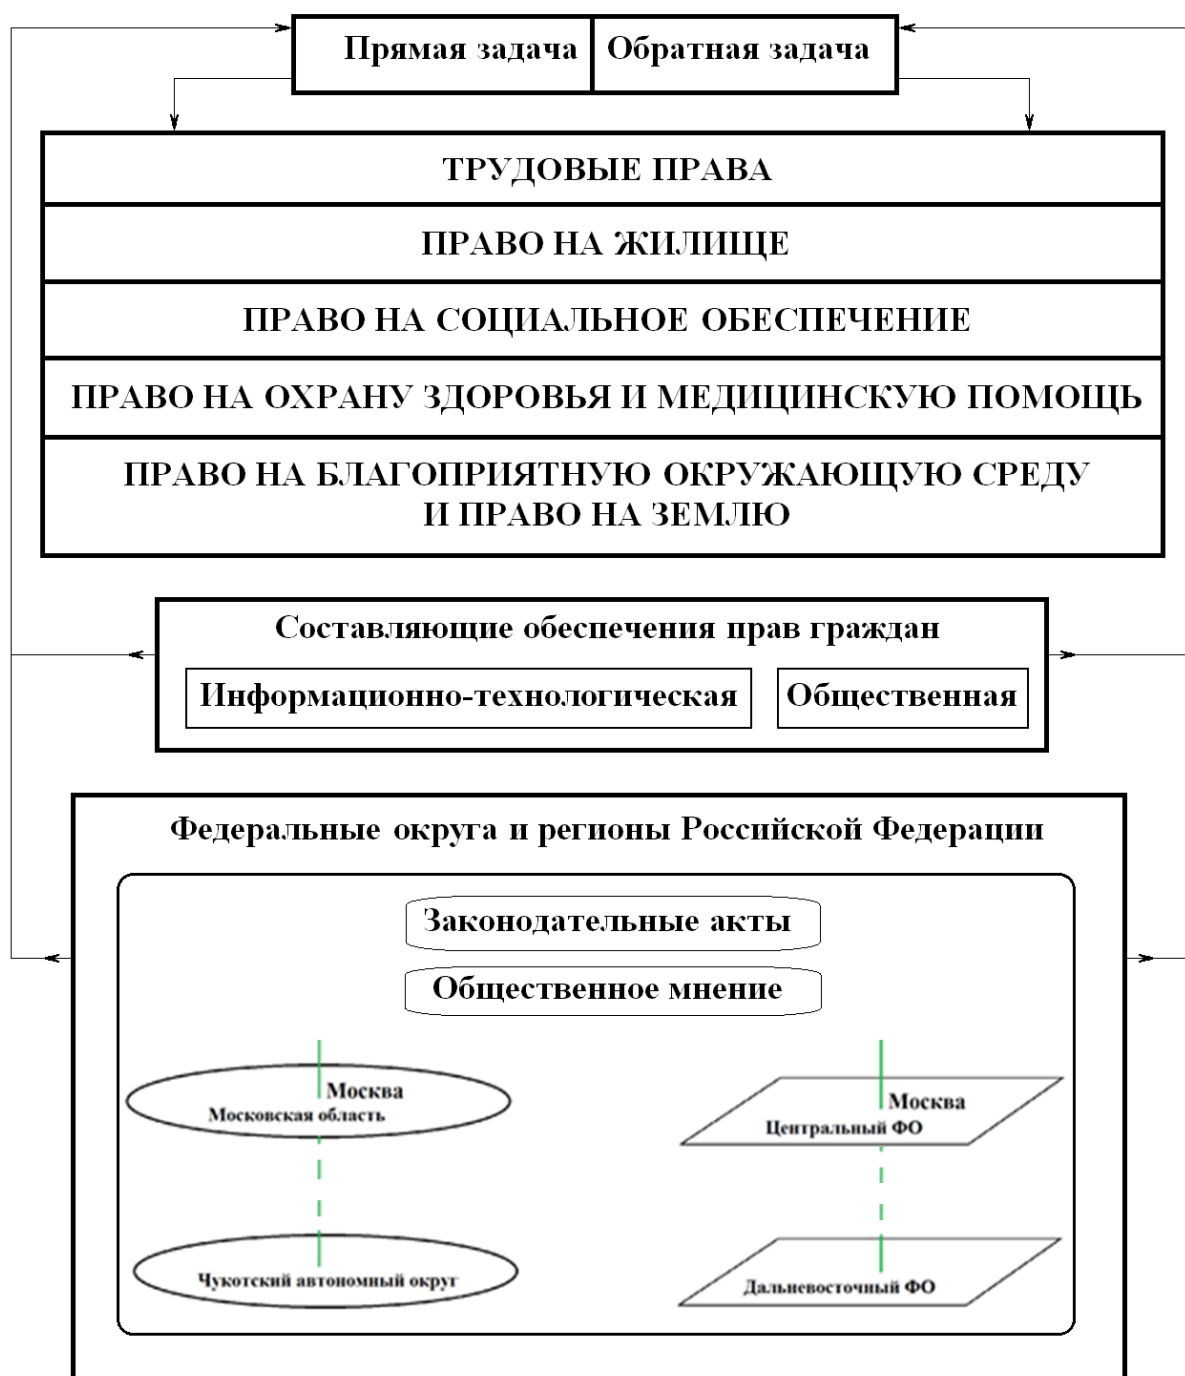 Прямая задача Обратная задача
ТРУДОВЫЕ ПРАВА
ПРАВО НА ЖИЛИЩЕ
ПРАВО НА СОЦИАЛЬНОЕ ОБЕСПЕЧЕНИЕ
ПРАВО НА ОХРАНУ ЗДОРОВЬЯ И МЕДИЦИНСКУЮ ПОМОЩЬ
ПРАВО НА БЛАГОПРИЯТНУЮ ОКРУЖАЮЩУЮ СРЕДУ
И ПРАВО НА ЗЕМЛЮ
Составляющие обеспечения прав граждан
Информационно-технологическая Общественная
Федеральные округа и регионы Российской Федерации
Законодательные акты
Общественное мнение
Москва
Московская область
Москва
Центральный ФО
Чукотский автономный округ
Дальневосточный ФО